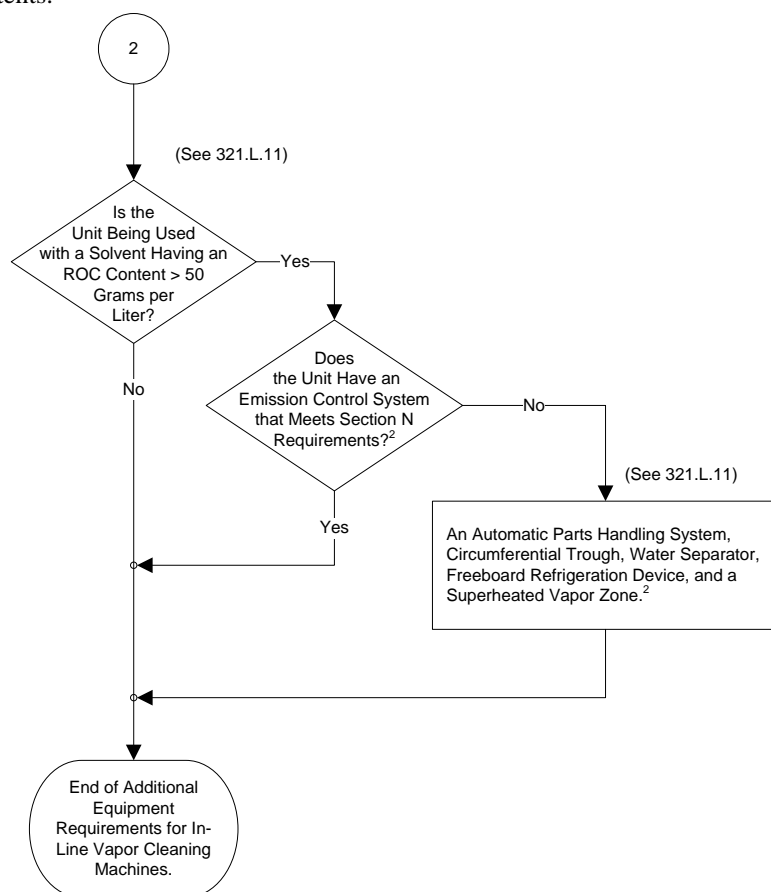 2
(See 321.L.11)
Is the
Unit Being Used
with a Solvent Having an
ROC Content > 50
Grams per
Liter?
Yes
No
Does
the Unit Have an
Emission Control System
that Meets Section N
Requirements?²
No
Yes
(See 321.L.11)
An Automatic Parts Handling System,
Circumferential Trough, Water Separator,
Freeboard Refrigeration Device, and a
Superheated Vapor Zone.²
End of Additional
Equipment
Requirements for In-
Line Vapor Cleaning
Machines.